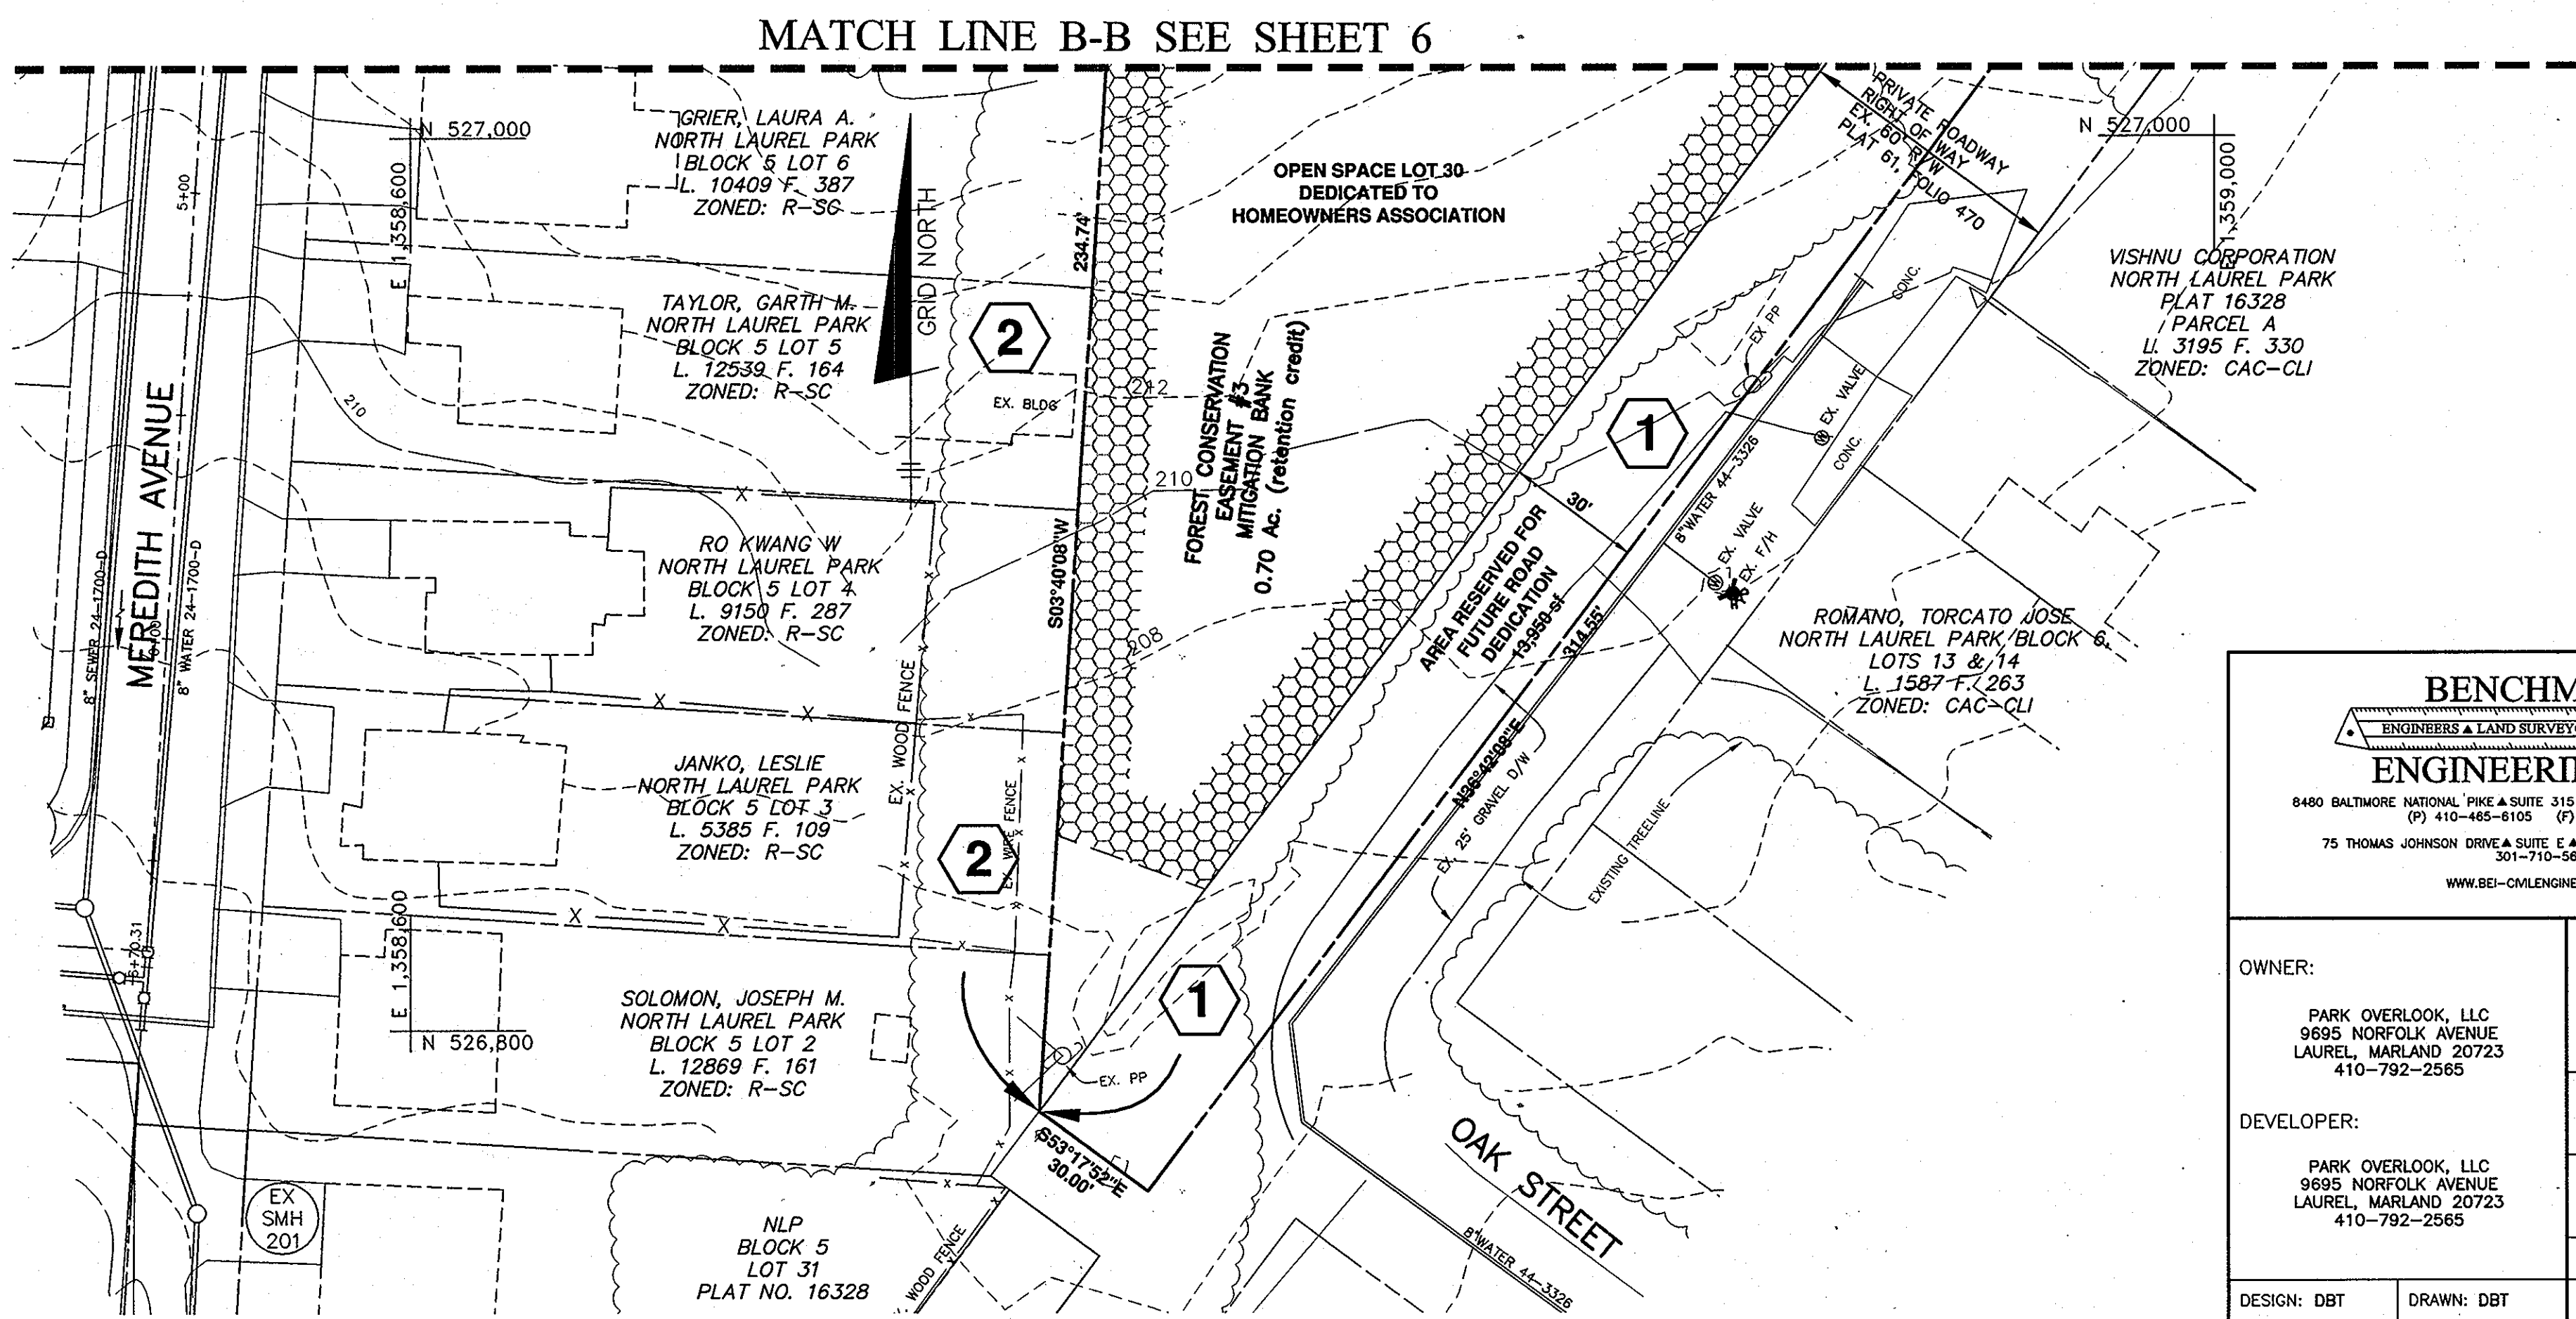 MATCH LINE B-B SEE SHEET 6
N 527,000
E 1,358,600
5+00
MEREDITH AVENUE
8" SEWER 24-1700-D
8" WATER 24-1700-D
6+00
6+70.31
210
GRIER, LAURA A.
NORTH LAUREL PARK
BLOCK 5 LOT 6
L. 10409 F. 387
ZONED: R-SC
TAYLOR, GARTH M.
NORTH LAUREL PARK
BLOCK 5 LOT 5
L. 12539 F. 164
ZONED: R-SC
RO KWANG W
NORTH LAUREL PARK
BLOCK 5 LOT 4
L. 9150 F. 287
ZONED: R-SC
JANKO, LESLIE
NORTH LAUREL PARK
BLOCK 5 LOT 3
L. 5385 F. 109
ZONED: R-SC
SOLOMON, JOSEPH M.
NORTH LAUREL PARK
BLOCK 5 LOT 2
L. 12869 F. 161
ZONED: R-SC
NLP
BLOCK 5
LOT 31
PLAT NO. 16328
E 1,358,600
N 526,800
EX
SMH
201
GRID NORTH
2
EX. BLDG
EX. WOOD FENCE
EX. WIRE FENCE
2
WOOD FENCE
234.74'
S03°40'08"W
212
210
208
OPEN SPACE LOT 30
DEDICATED TO
HOMEOWNERS ASSOCIATION
FOREST CONSERVATION
EASEMENT #3
MITIGATION BANK
0.70 Ac. (retention credit)
PRIVATE ROADWAY
RIGHT OF WAY
EX. 60' R/W
PLAT 61, FOLIO 470
N 527,000
E 1,359,000
VISHNU CORPORATION
NORTH LAUREL PARK
PLAT 16328
PARCEL A
L. 3195 F. 330
ZONED: CAC-CLI
CONC.
EX PP
1
EX. VALVE
CONC.
8"WATER 44-3326
30'
EX. VALVE
EX. F/H
AREA RESERVED FOR
FUTURE ROAD
DEDICATION
13,950 sf
314.55'
N36°42'08"E
EX. 25' GRAVEL D/W
EXISTING TREELINE
ROMANO, TORCATO JOSE
NORTH LAUREL PARK BLOCK 6,
LOTS 13 & 14
L. 1587 F. 263
ZONED: CAC-CLI
1
EX. PP
S53°17'52"E
30.00'
OAK STREET
8"WATER 44-3326
BENCHM
ENGINEERS ▲ LAND SURVEY
ENGINEERI
8480 BALTIMORE NATIONAL PIKE ▲ SUITE 315
(P) 410-465-6105 (F)
75 THOMAS JOHNSON DRIVE ▲ SUITE E ▲
301-710-56
WWW.BEI-CIVILENGINE
OWNER:
PARK OVERLOOK, LLC
9695 NORFOLK AVENUE
LAUREL, MARLAND 20723
410-792-2565
DEVELOPER:
PARK OVERLOOK, LLC
9695 NORFOLK AVENUE
LAUREL, MARLAND 20723
410-792-2565
DESIGN: DBT
DRAWN: DBT